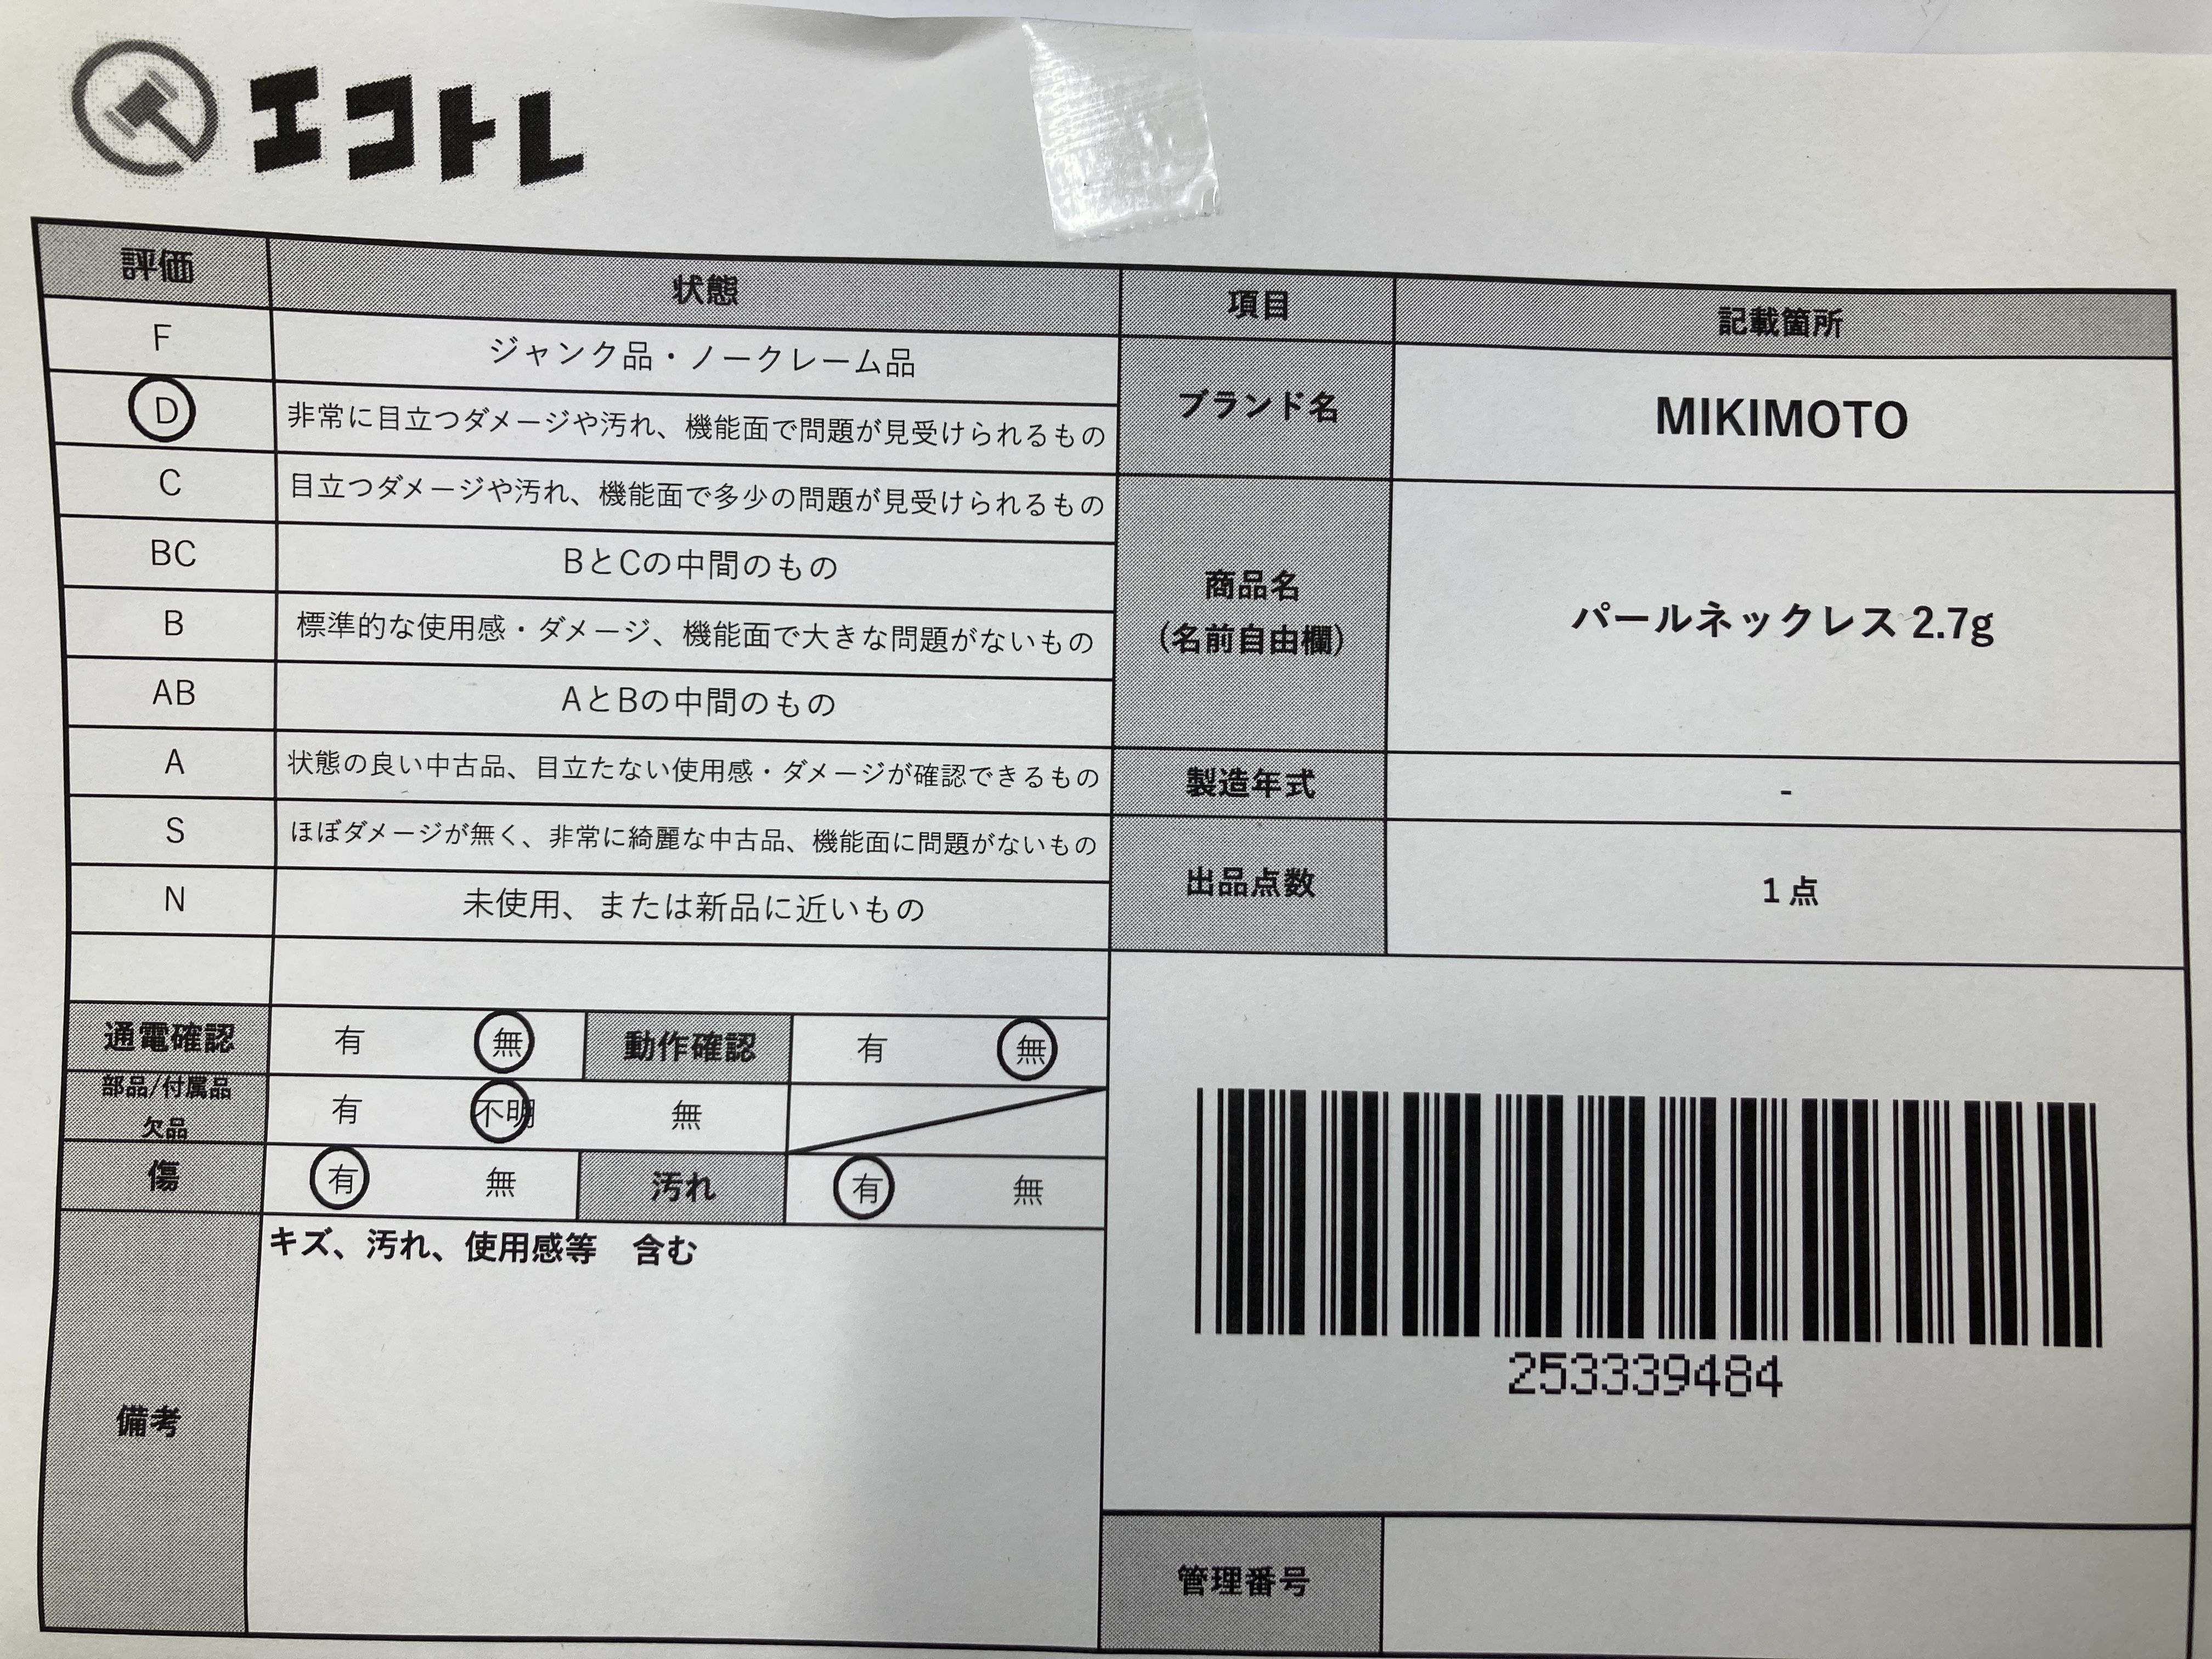 エコトレ
評価 状態 項目 記載箇所
F ジャンク品・ノークレーム品
D 非常に目立つダメージや汚れ、機能面で問題が見受けられるもの
ブランド名 MIKIMOTO
C 目立つダメージや汚れ、機能面で多少の問題が見受けられるもの
BC BとCの中間のもの
B 標準的な使用感・ダメージ、機能面で大きな問題がないもの
商品名
(名前自由欄)
パールネックレス 2.7g
AB AとBの中間のもの
A 状態の良い中古品、目立たない使用感・ダメージが確認できるもの
製造年式 -
S ほぼダメージが無く、非常に綺麗な中古品、機能面に問題がないもの
N 未使用、または新品に近いもの
出品点数 1点
通電確認 有 無 動作確認 有 無
部品/付属品
欠品
有 不明 無
傷 有 無 汚れ 有 無
備考
キズ、汚れ、使用感等 含む
253339484
管理番号